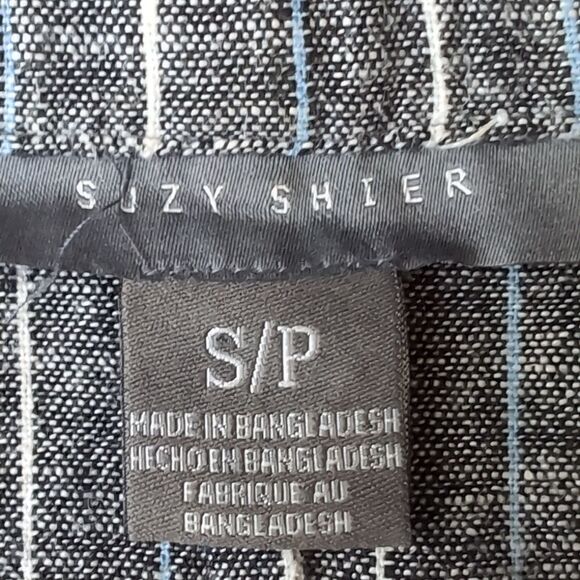 SUZY SHIER
S/P
MADE IN BANGLADESH
HECHO EN BANGLADESH
FABRIQUE AU
BANGLADESH